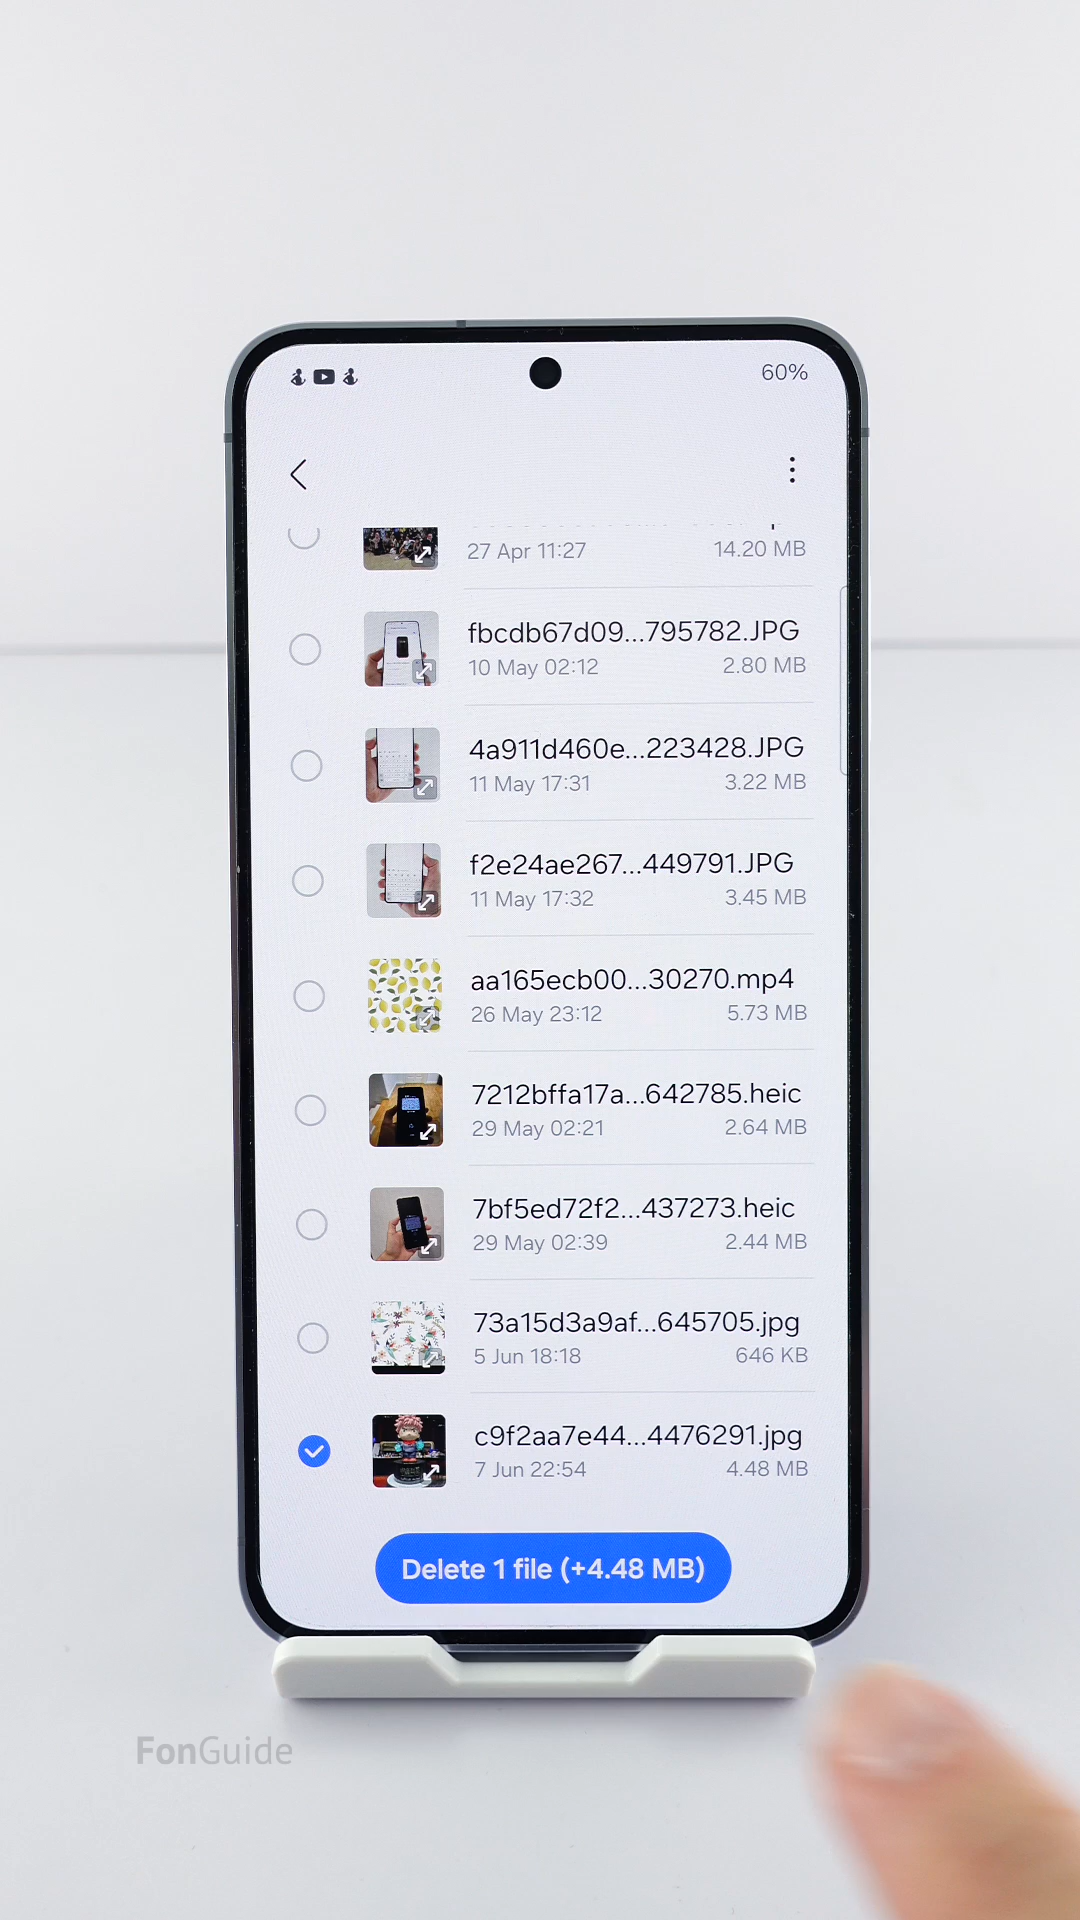 60%
27 Apr 11:27 14.20 MB
fbcdb67d09...795782.JPG
10 May 02:12 2.80 MB
4a911d460e...223428.JPG
11 May 17:31 3.22 MB
f2e24ae267...449791.JPG
11 May 17:32 3.45 MB
aa165ecb00...30270.mp4
26 May 23:12 5.73 MB
7212bffa17a...642785.heic
29 May 02:21 2.64 MB
7bf5ed72f2...437273.heic
29 May 02:39 2.44 MB
73a15d3a9af...645705.jpg
5 Jun 18:18 646 KB
c9f2aa7e44...4476291.jpg
7 Jun 22:54 4.48 MB
Delete 1 file (+4.48 MB)
FonGuide